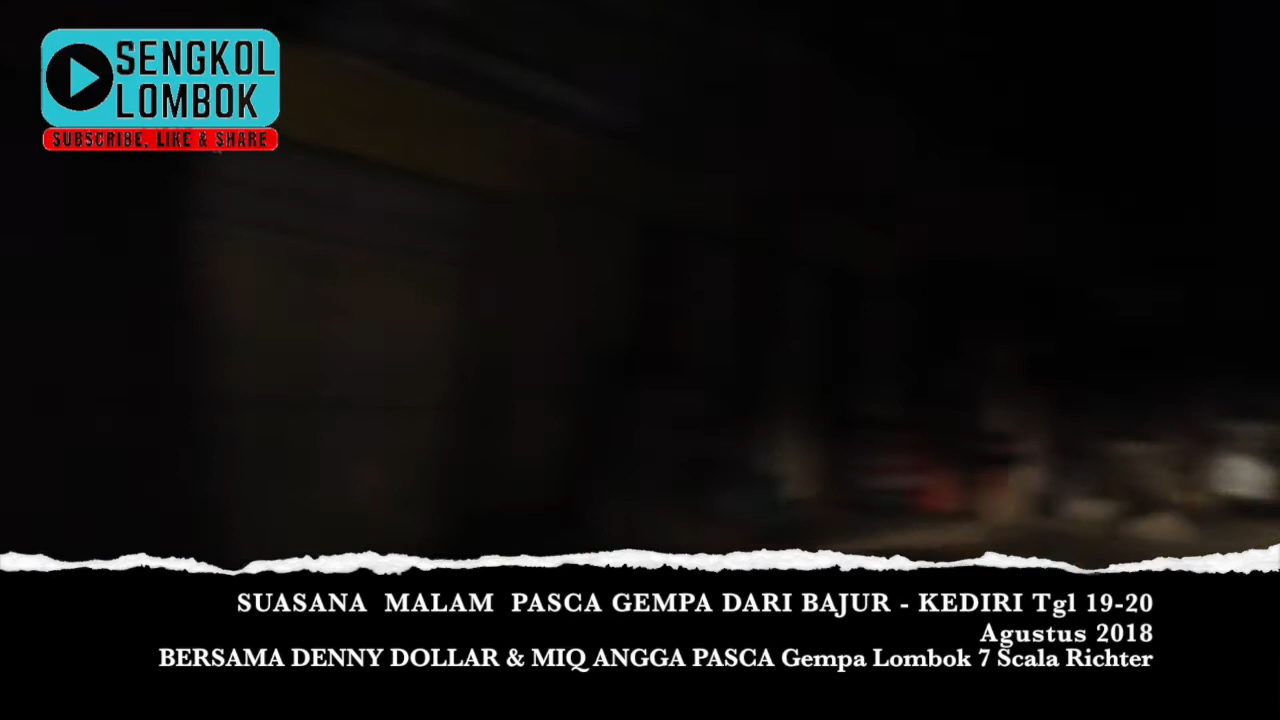 SENGKOL
LOMBOK
SUBSCRIBE, LIKE & SHARE
SUASANA MALAM PASCA GEMPA DARI BAJUR - KEDIRI Tgl 19-20
Agustus 2018
BERSAMA DENNY DOLLAR & MIQ ANGGA PASCA Gempa Lombok 7 Scala Richter